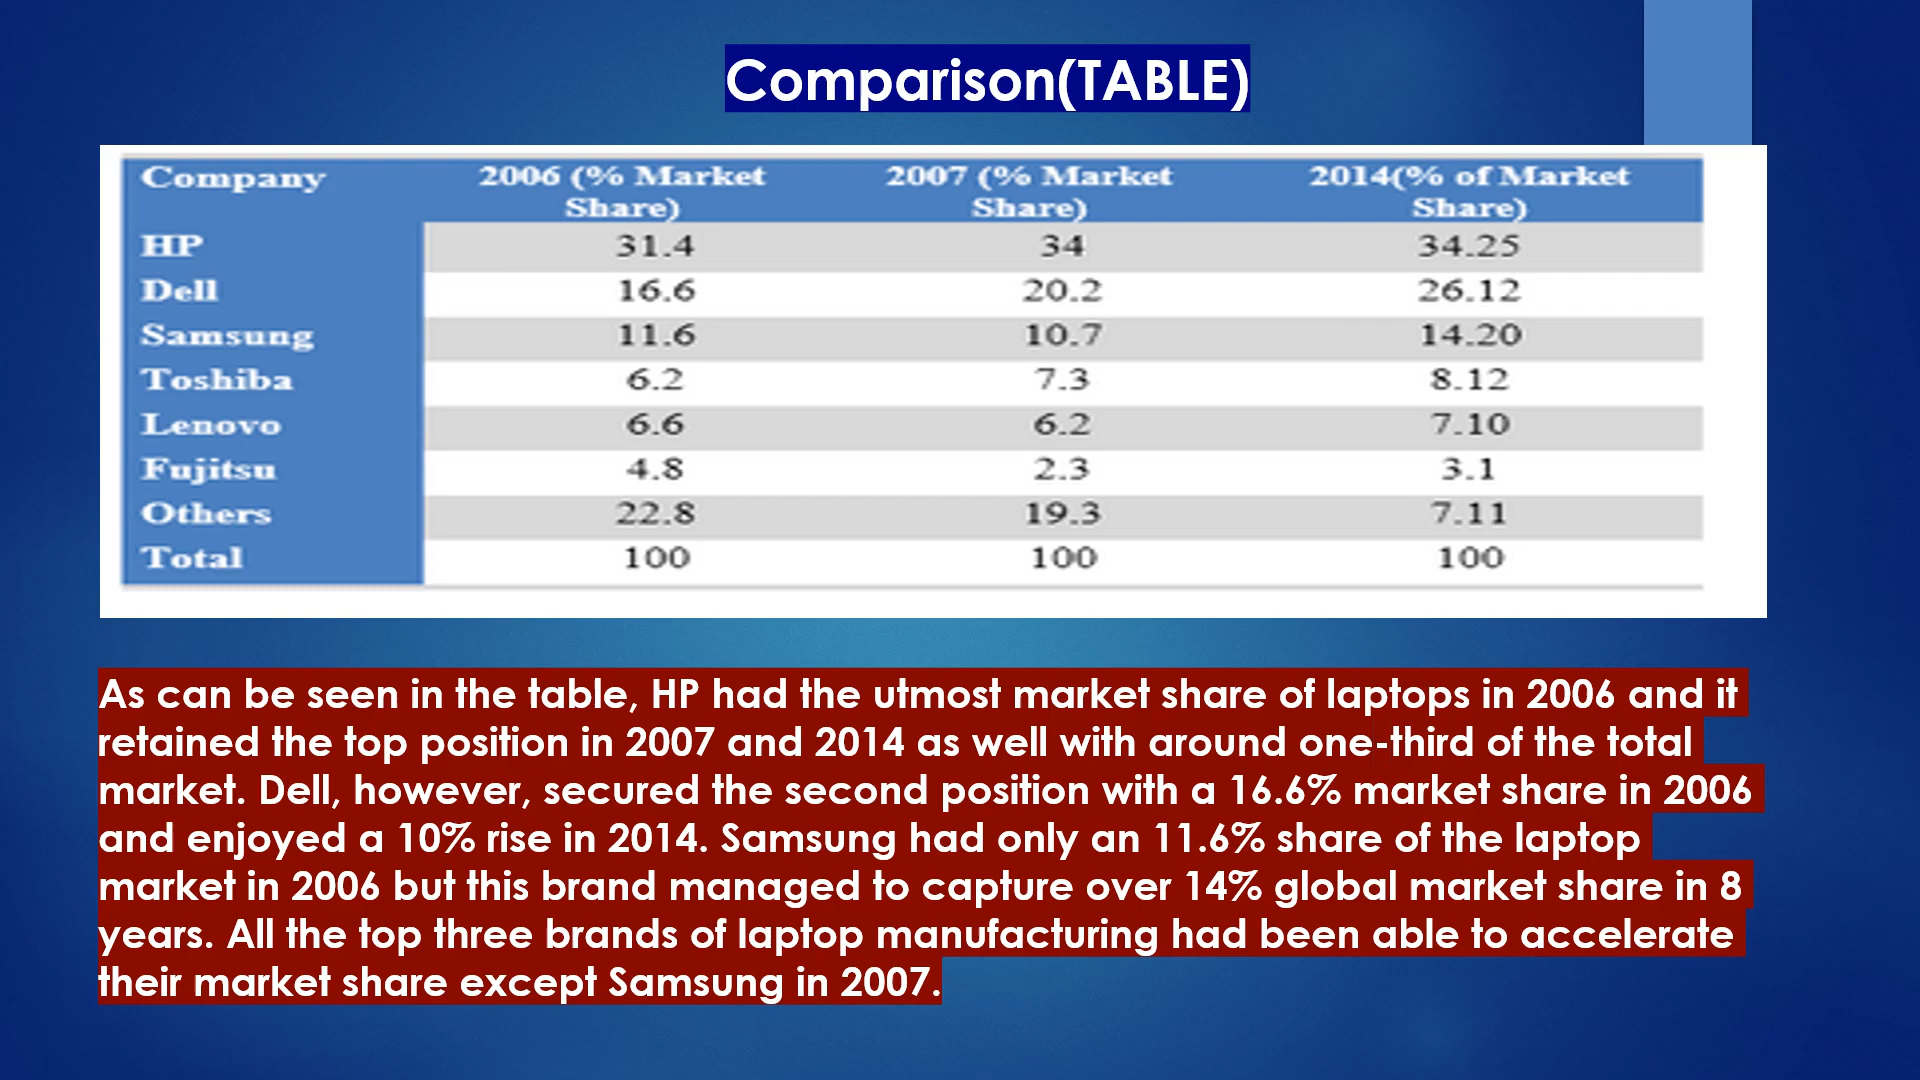 Comparison(TABLE)
Company 2006 (% Market Share) 2007 (% Market Share) 2014(% of Market Share)
HP 31.4 34 34.25
Dell 16.6 20.2 26.12
Samsung 11.6 10.7 14.20
Toshiba 6.2 7.3 8.12
Lenovo 6.6 6.2 7.10
Fujitsu 4.8 2.3 3.1
Others 22.8 19.3 7.11
Total 100 100 100
As can be seen in the table, HP had the utmost market share of laptops in 2006 and it
retained the top position in 2007 and 2014 as well with around one-third of the total
market. Dell, however, secured the second position with a 16.6% market share in 2006
and enjoyed a 10% rise in 2014. Samsung had only an 11.6% share of the laptop
market in 2006 but this brand managed to capture over 14% global market share in 8
years. All the top three brands of laptop manufacturing had been able to accelerate
their market share except Samsung in 2007.